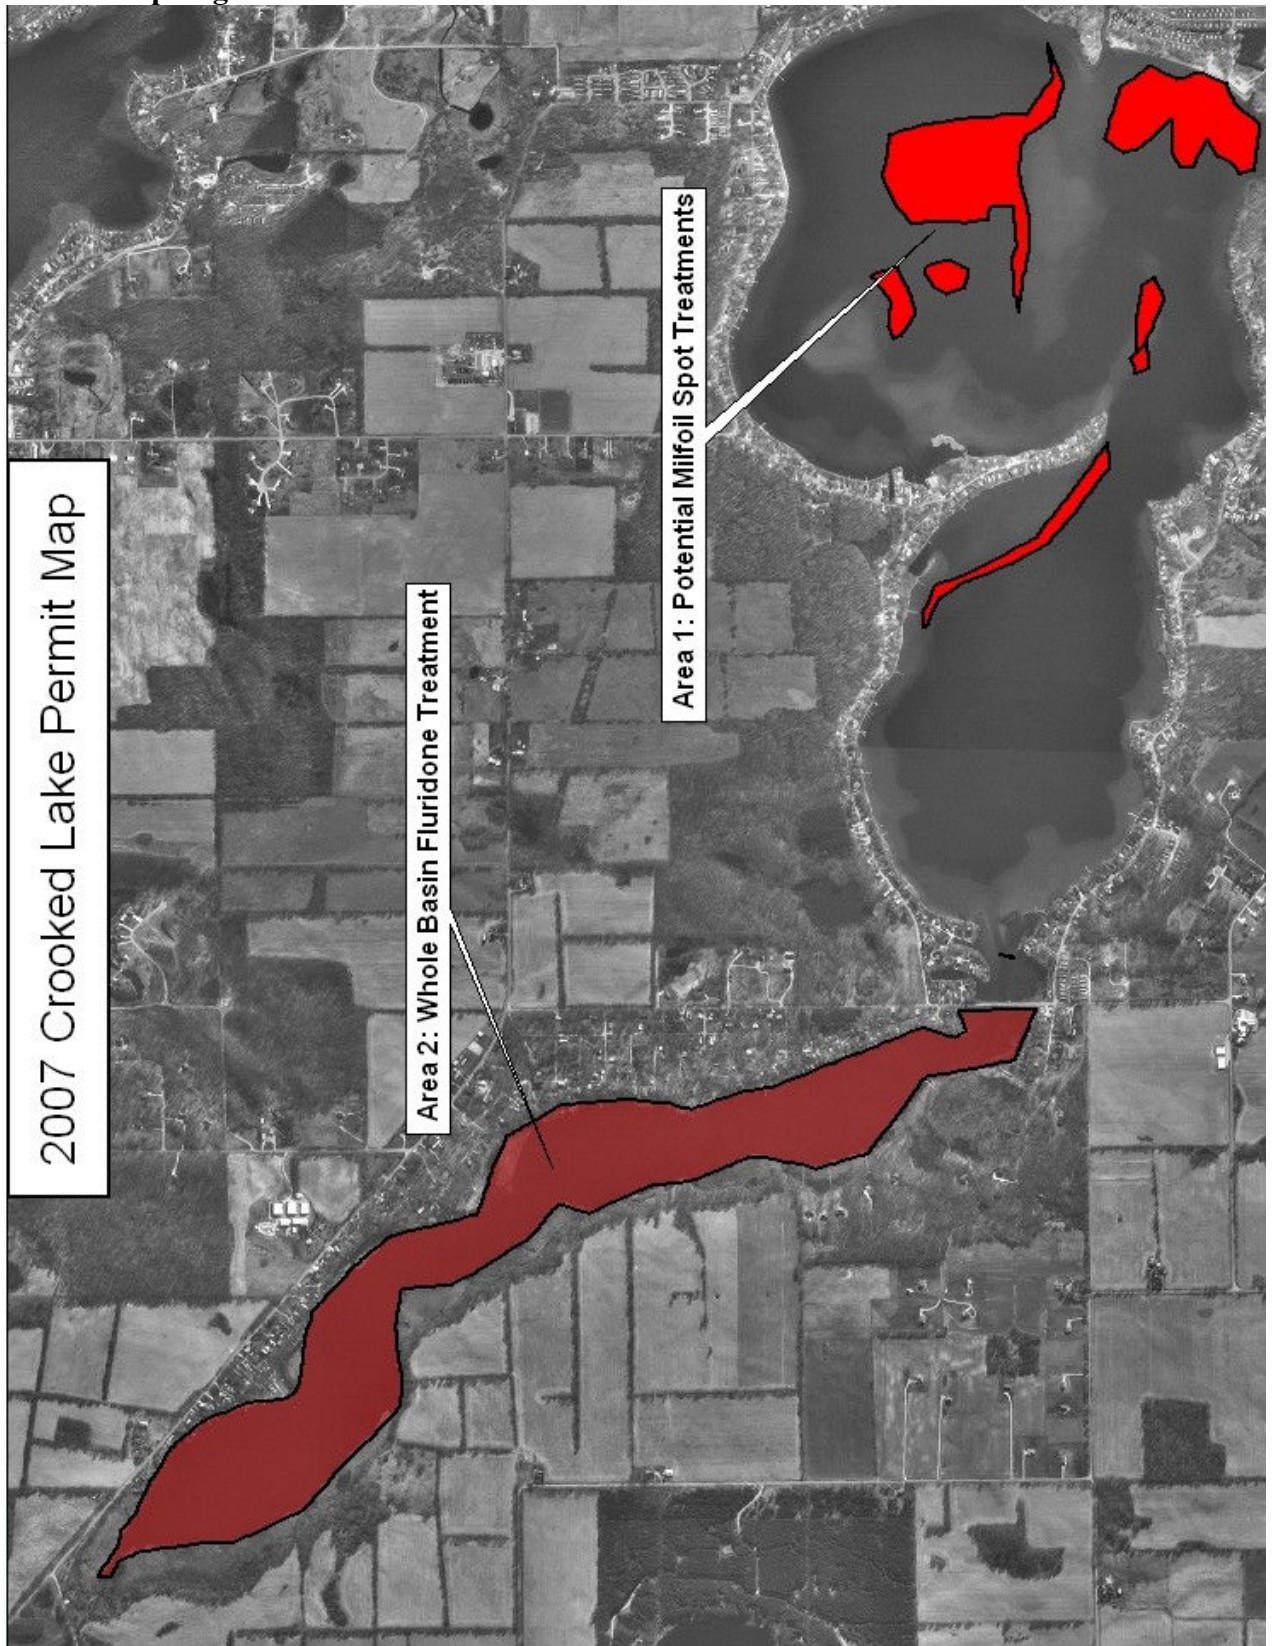 2007 Crooked Lake Permit Map
Area 2: Whole Basin Fluridone Treatment
Area 1: Potential Milfoil Spot Treatments